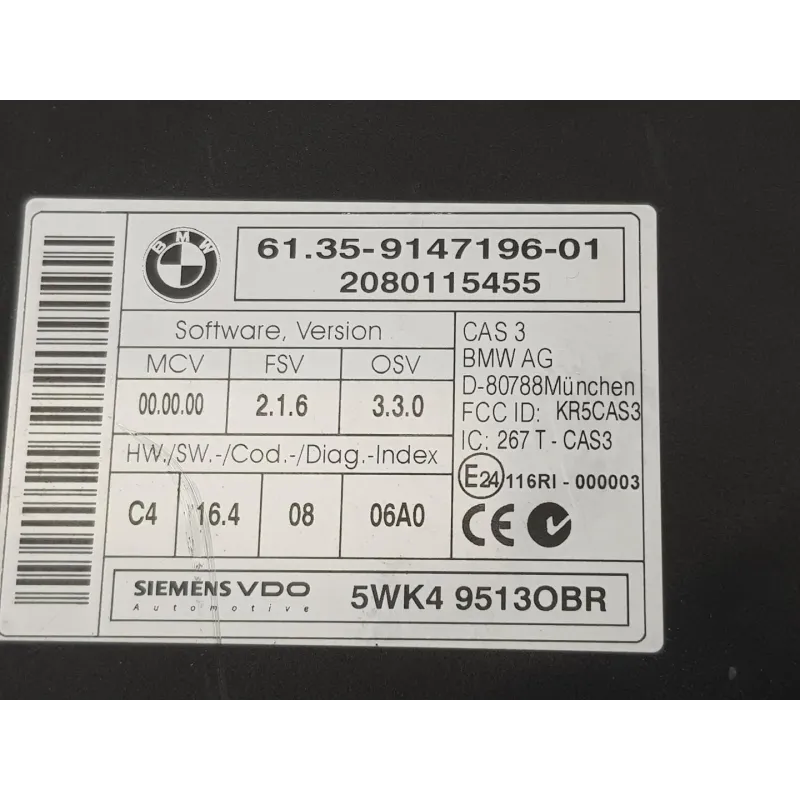 BMW
61.35-9147196-01
2080115455
Software, Version
MCV FSV OSV
00.00.00 2.1.6 3.3.0
HW./SW.-/Cod.-/Diag.-Index
C4 16.4 08 06A0
CAS 3
BMW AG
D-80788München
FCC ID: KR5CAS3
IC: 267 T - CAS3
E24 116RI - 000003
CE
SIEMENS VDO
Automotive
5WK4 9513OBR